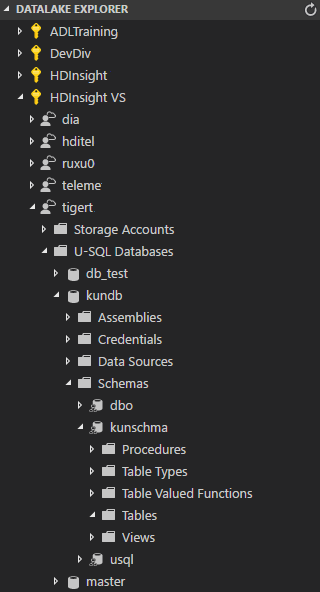 DATALAKE EXPLORER
ADLTraining
DevDiv
HDInsight
HDInsight VS
dia
hditel
ruxu0
teleme
tigert
Storage Accounts
U-SQL Databases
db_test
kundb
Assemblies
Credentials
Data Sources
Schemas
dbo
kunschma
Procedures
Table Types
Table Valued Functions
Tables
Views
usql
master